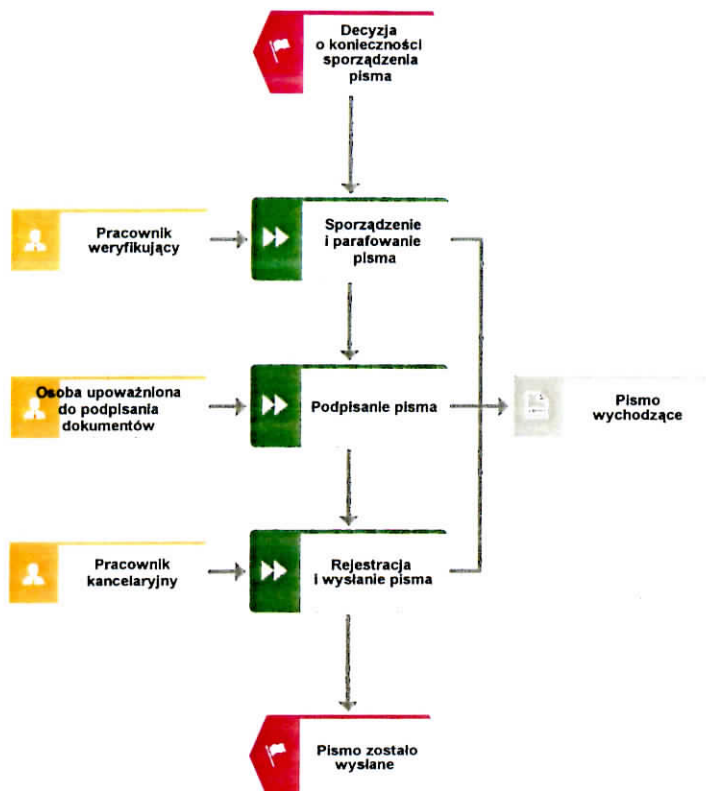 Decyzja
o konieczności
sporządzenia
pisma
Pracownik
weryfikujący
Sporządzenie
i parafowanie
pisma
Osoba upoważniona
do podpisania
dokumentów
Podpisanie pisma
Pismo
wychodzące
Pracownik
kancelaryjny
Rejestracja
i wysłanie pisma
Pismo zostało
wysłane